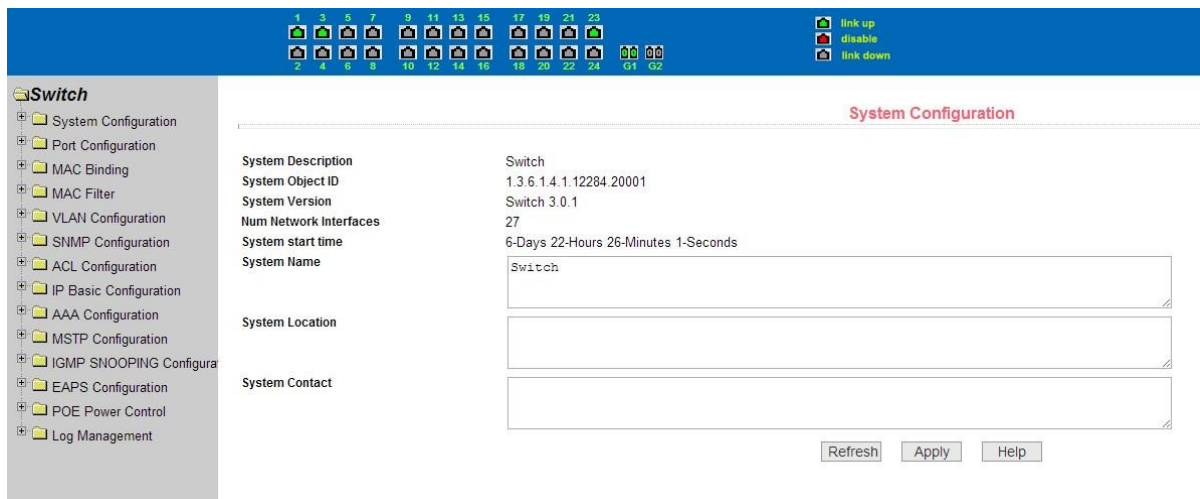 1 3 5 7 9 11 13 15 17 19 21 23
2 4 6 8 10 12 14 16 18 20 22 24 G1 G2
link up
disable
link down
Switch
System Configuration
Port Configuration
MAC Binding
MAC Filter
VLAN Configuration
SNMP Configuration
ACL Configuration
IP Basic Configuration
AAA Configuration
MSTP Configuration
IGMP SNOOPING Configura
EAPS Configuration
POE Power Control
Log Management
System Configuration
System Description Switch
System Object ID 1.3.6.1.4.1.12284.20001
System Version Switch 3.0.1
Num Network Interfaces 27
System start time 6-Days 22-Hours 26-Minutes 1-Seconds
System Name Switch
System Location
System Contact
Refresh Apply Help